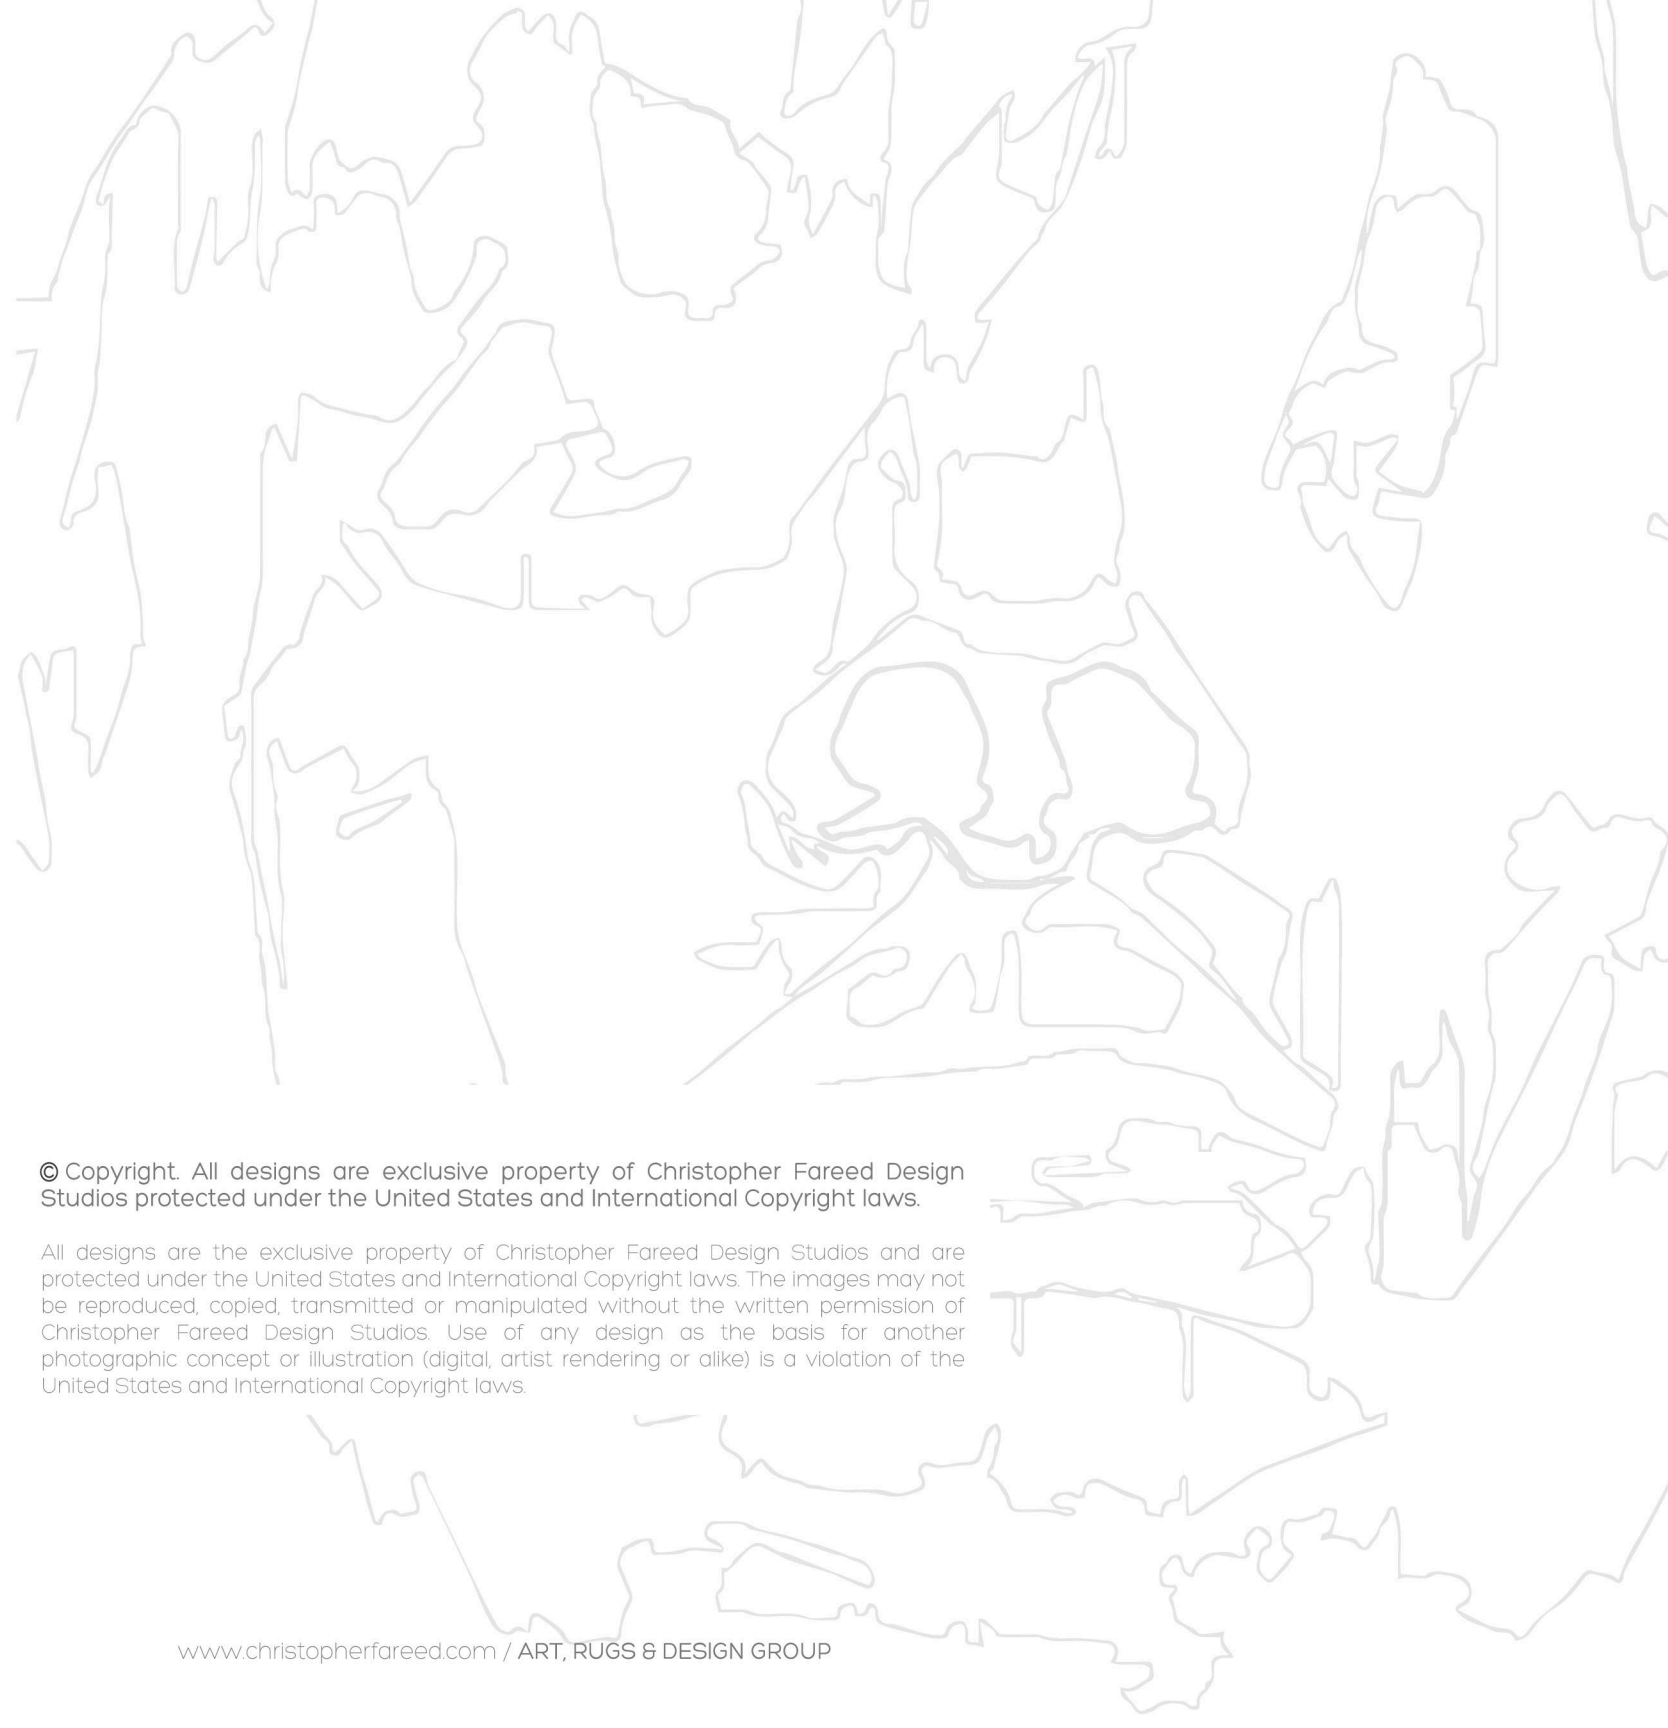 © Copyright. All designs are exclusive property of Christopher Fareed Design
Studios protected under the United States and International Copyright laws.
All designs are the exclusive property of Christopher Fareed Design Studios and are
protected under the United States and International Copyright laws. The images may not
be reproduced, copied, transmitted or manipulated without the written permission of
Christopher Fareed Design Studios. Use of any design as the basis for another
photographic concept or illustration (digital, artist rendering or alike) is a violation of the
United States and International Copyright laws.
www.christopherfareed.com / ART, RUGS & DESIGN GROUP